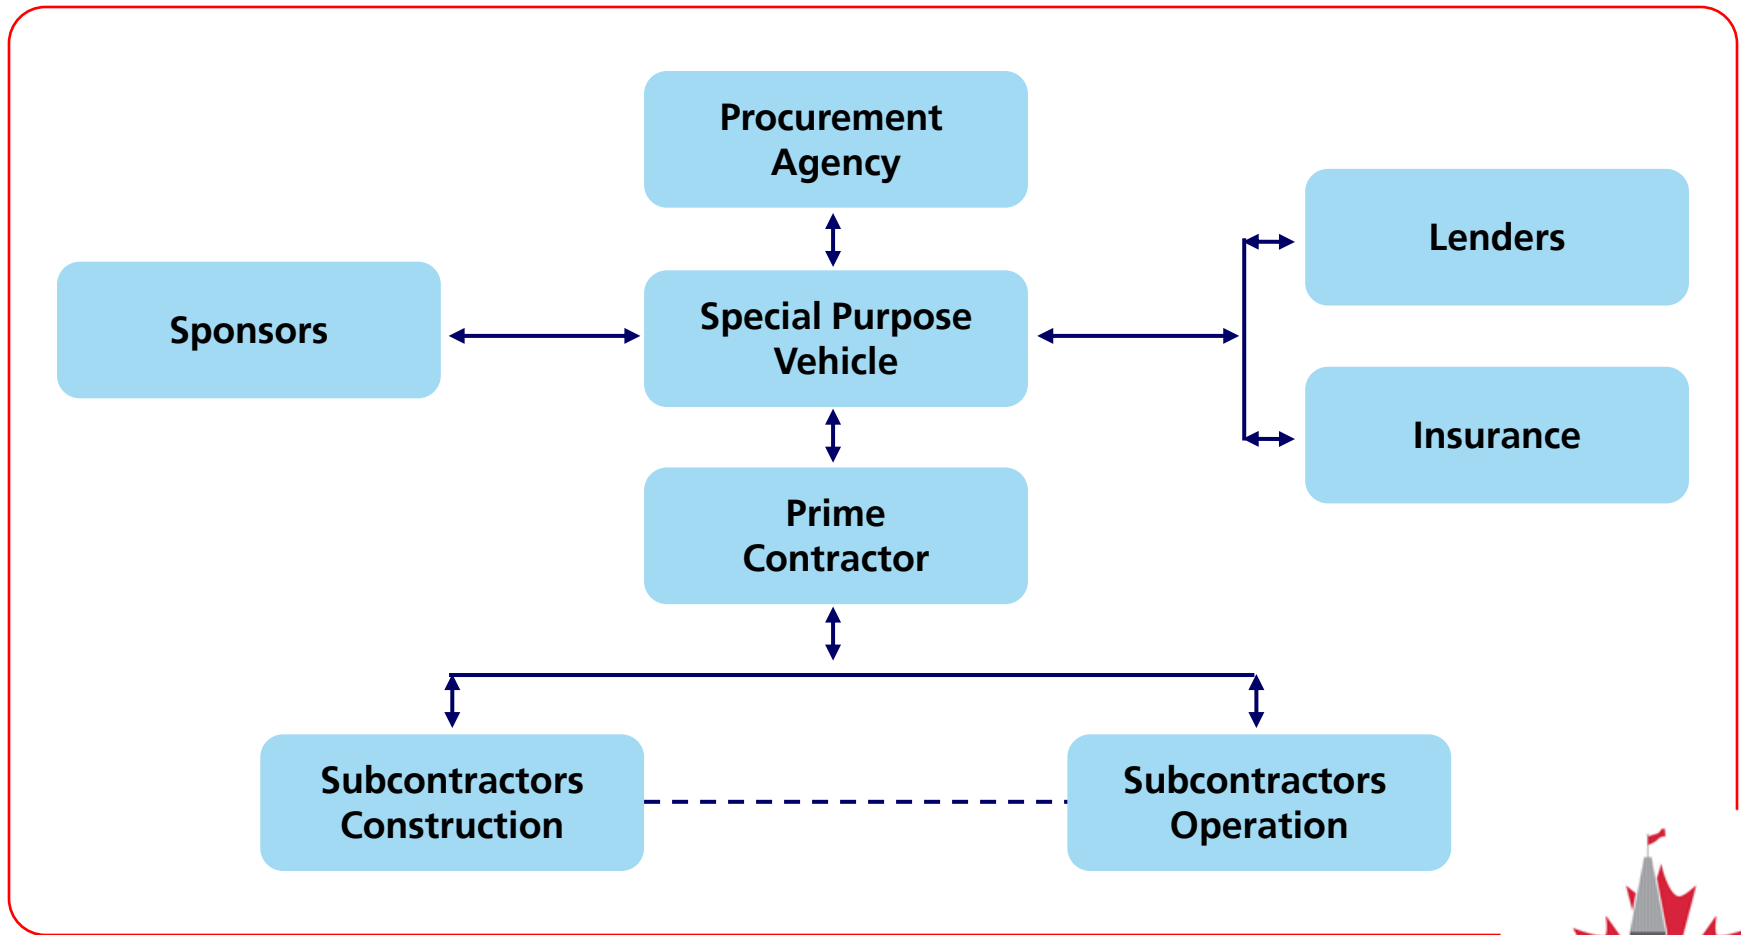 Procurement
Agency
Lenders
Sponsors
Special Purpose
Vehicle
Insurance
Prime
Contractor
Subcontractors
Construction
Subcontractors
Operation